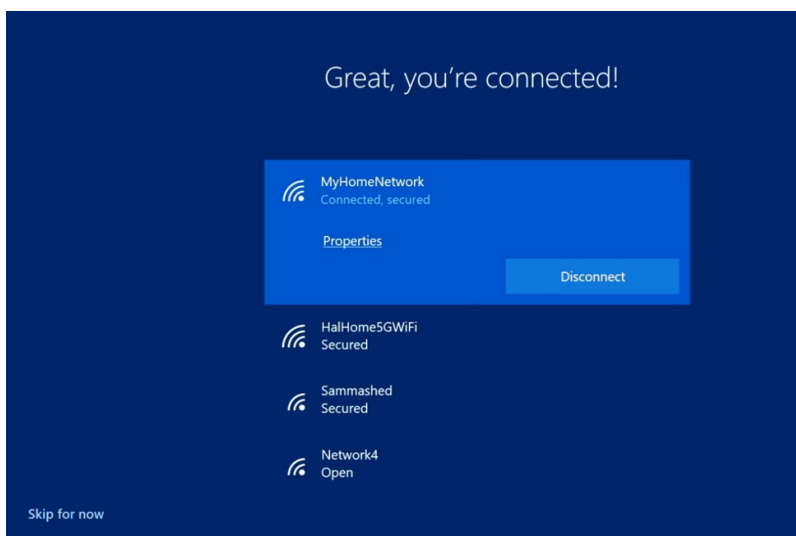 Great, you’re connected!
MyHomeNetwork
Connected, secured
Properties
Disconnect
HalHome5GWiFi
Secured
Sammashed
Secured
Network4
Open
Skip for now